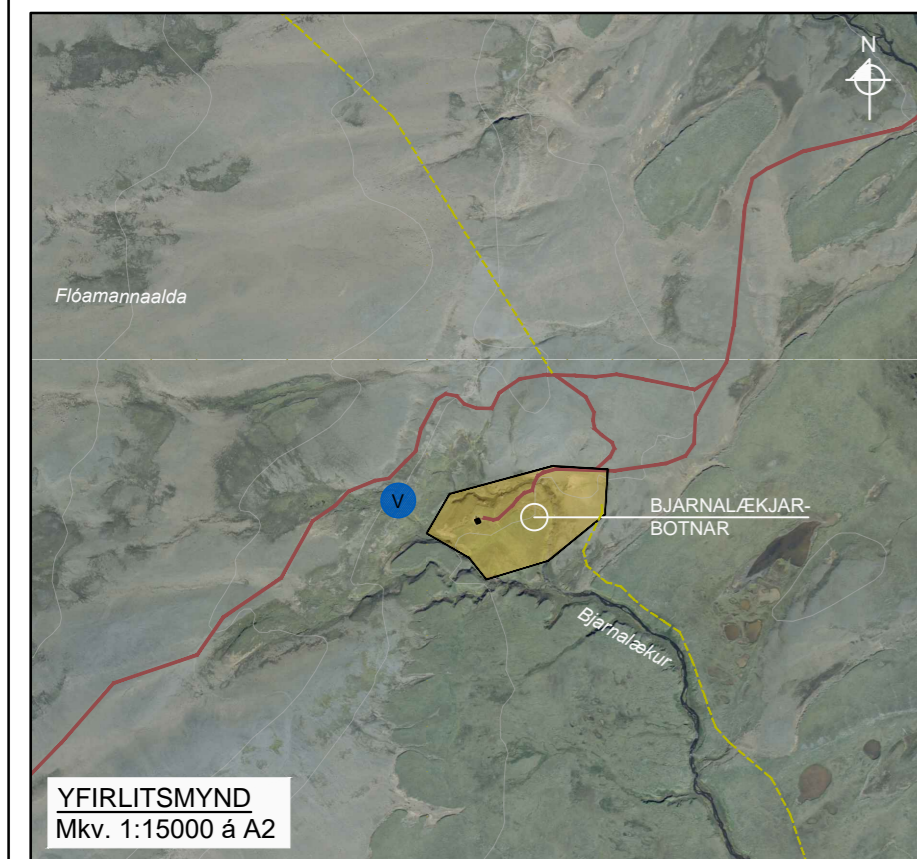 N
Flóamannaalda
V
BJARNALÆKJAR-
BOTNAR
Bjarnalækur
YFIRLITSMYND
Mkv. 1:15000 á A2